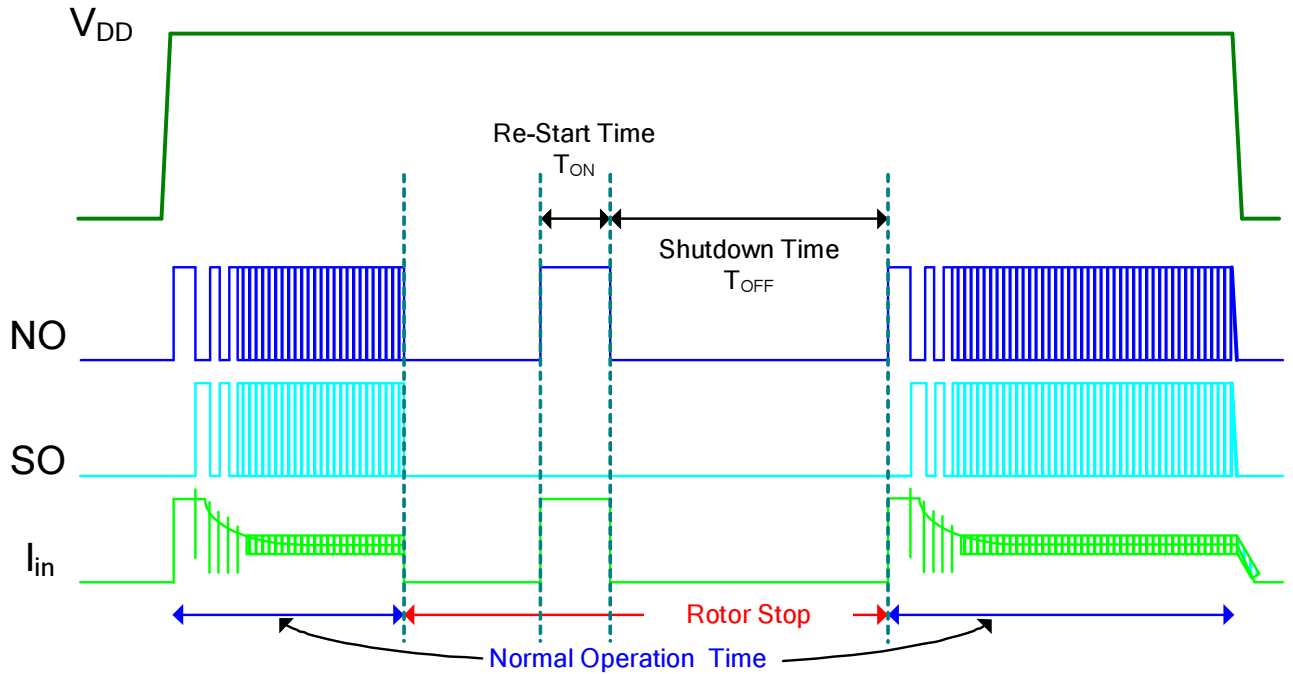 VDD
Re-Start Time
TON
Shutdown Time
TOFF
NO
SO
Iin
Rotor Stop
Normal Operation Time